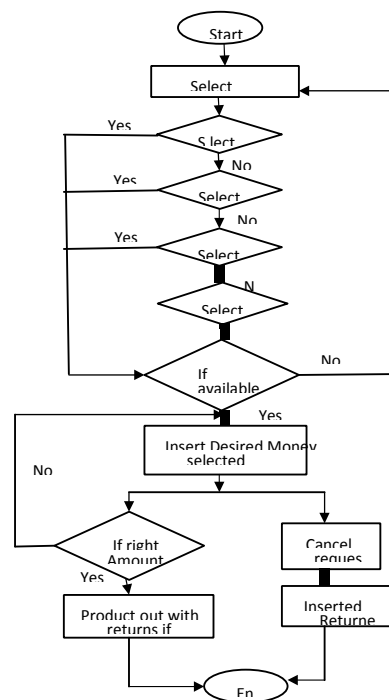 Start
Select
Yes
S lect
No
Yes
Select
No
Yes
Select
N
Select
If
available
No
Yes
Insert Desired Money
selected
No
If right
Amount
Cancel
reques
Yes
Product out with
returns if
Inserted
Returne
En